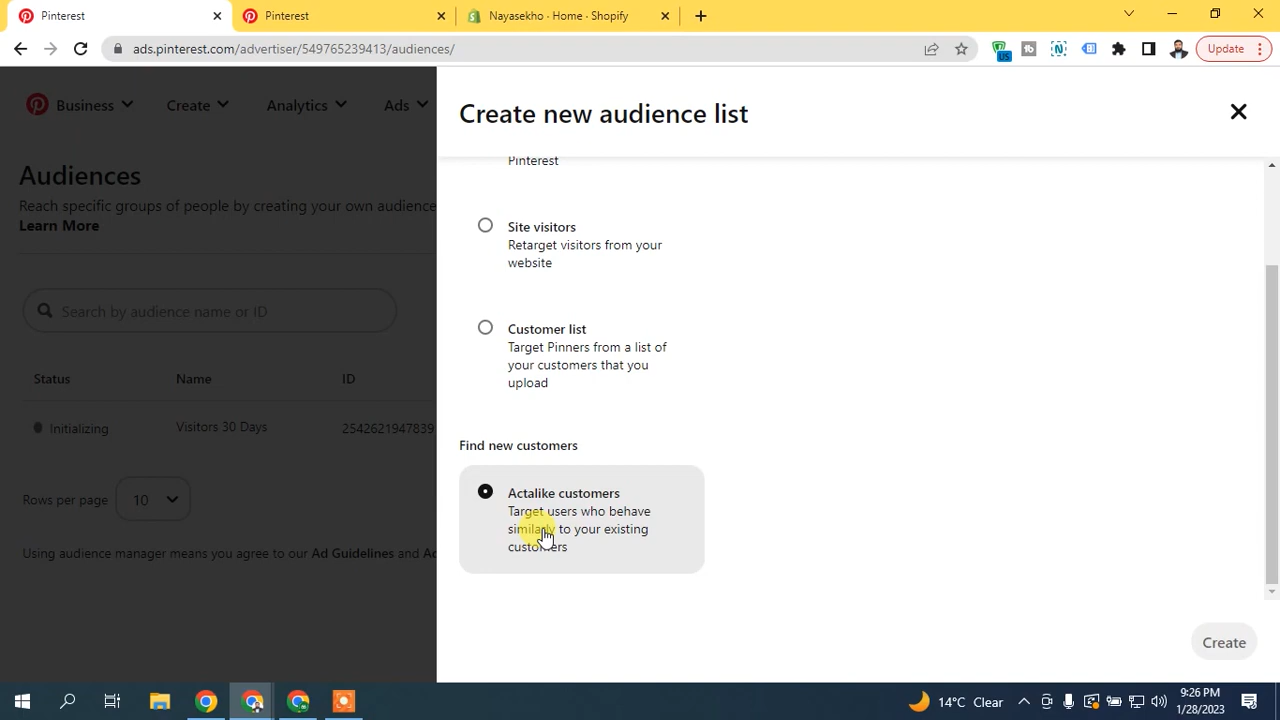 Pinterest
Pinterest
Nayasekho · Home · Shopify
ads.pinterest.com/advertiser/549765239413/audiences/
US
Update
Business
Create
Analytics
Ads
Create new audience list
Audiences
Reach specific groups of people by creating your own audience
Learn More
Search by audience name or ID
Status Name ID
Initializing Visitors 30 Days 2542621947839
Rows per page 10
Using audience manager means you agree to our Ad Guidelines and Ad
Pinterest
Site visitors
Retarget visitors from your
website
Customer list
Target Pinners from a list of
your customers that you
upload
Find new customers
Actalike customers
Target users who behave
similarly to your existing
customers
Create
14°C Clear
9:26 PM
1/28/2023